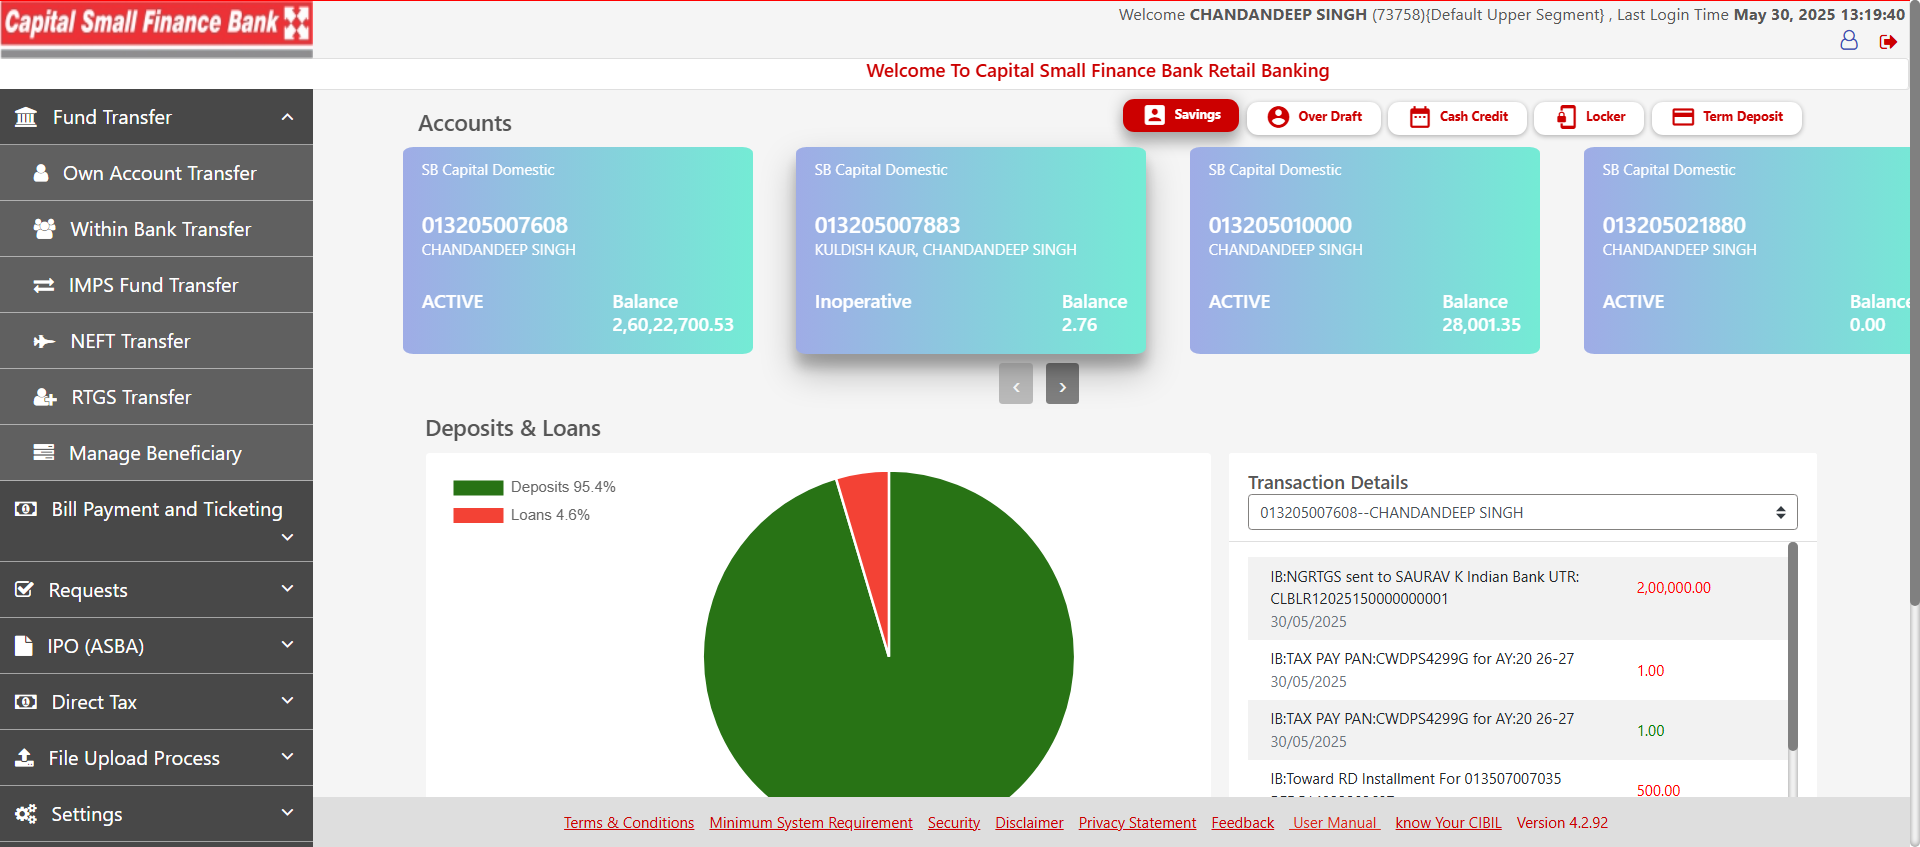 Capital Small Finance Bank
Welcome CHANDANDEEP SINGH (73758){Default Upper Segment} , Last Login Time May 30, 2025 13:19:40
Welcome To Capital Small Finance Bank Retail Banking
Fund Transfer
Own Account Transfer
Within Bank Transfer
IMPS Fund Transfer
NEFT Transfer
RTGS Transfer
Manage Beneficiary
Bill Payment and Ticketing
Requests
IPO (ASBA)
Direct Tax
File Upload Process
Settings
Accounts
Savings
Over Draft
Cash Credit
Locker
Term Deposit
SB Capital Domestic
013205007608
CHANDANDEEP SINGH
ACTIVE
Balance
2,60,22,700.53
SB Capital Domestic
013205007883
KULDISH KAUR, CHANDANDEEP SINGH
Inoperative
Balance
2.76
SB Capital Domestic
013205010000
CHANDANDEEP SINGH
ACTIVE
Balance
28,001.35
SB Capital Domestic
013205021880
CHANDANDEEP SINGH
ACTIVE
Balance
0.00
Deposits & Loans
Deposits 95.4%
Loans 4.6%
Transaction Details
013205007608--CHANDANDEEP SINGH
IB:NGRTGS sent to SAURAV K Indian Bank UTR:
CLBLR12025150000000001
30/05/2025
2,00,000.00
IB:TAX PAY PAN:CWDPS4299G for AY:20 26-27
30/05/2025
1.00
IB:TAX PAY PAN:CWDPS4299G for AY:20 26-27
30/05/2025
1.00
IB:Toward RD Installment For 013507007035
500.00
Terms & Conditions Minimum System Requirement Security Disclaimer Privacy Statement Feedback User Manual know Your CIBIL Version 4.2.92